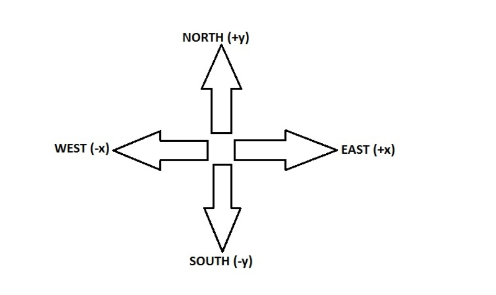 NORTH (+y)
WEST (-x)
EAST (+x)
SOUTH (-y)